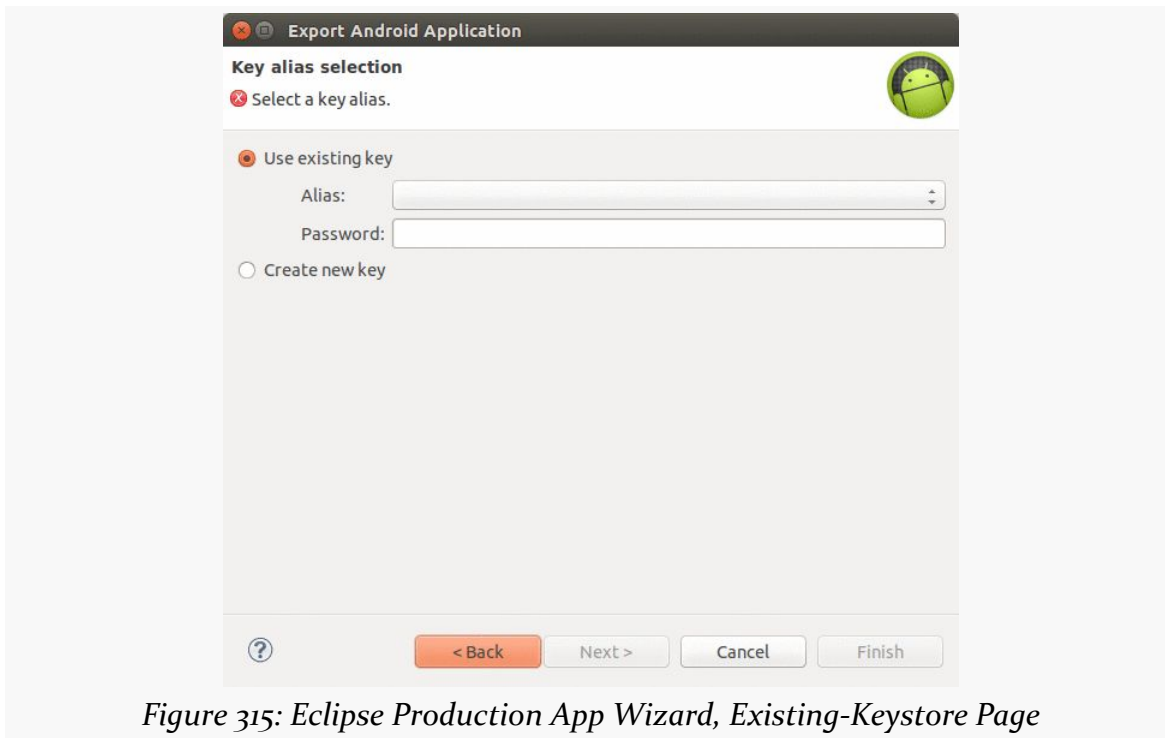 Export Android Application
Key alias selection
Select a key alias.
Use existing key
Alias:
Password:
Create new key
? < Back Next > Cancel Finish
Figure 315: Eclipse Production App Wizard, Existing-Keystore Page